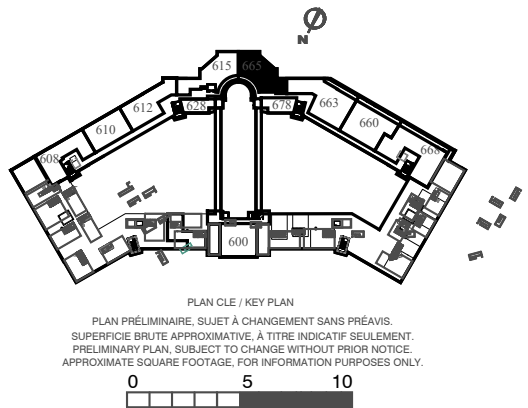 N
615 665
612 628 678 663
610 660
608 668
600
PLAN CLE / KEY PLAN
PLAN PRÉLIMINAIRE, SUJET À CHANGEMENT SANS PRÉAVIS.
SUPERFICIE BRUTE APPROXIMATIVE, À TITRE INDICATIF SEULEMENT.
PRELIMINARY PLAN, SUBJECT TO CHANGE WITHOUT PRIOR NOTICE.
APPROXIMATE SQUARE FOOTAGE, FOR INFORMATION PURPOSES ONLY.
0 5 10